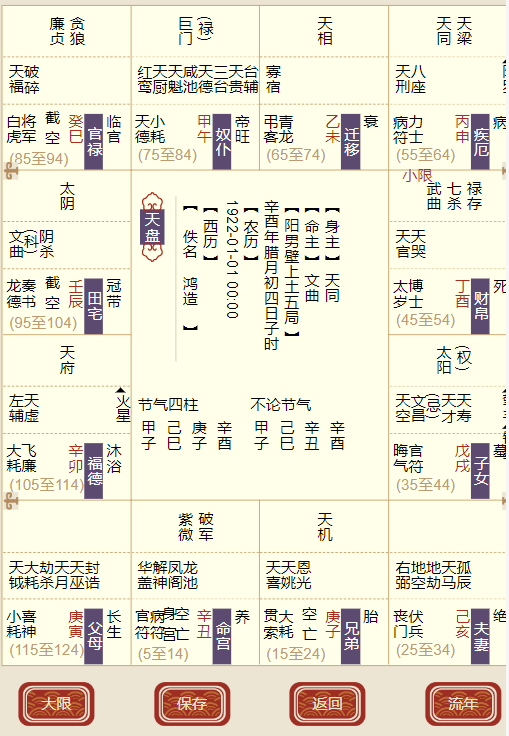 廉贞 贪狼
天福 破碎
白虎 将军 截空 癸巳 官禄 临官
(85至94)
巨门 (禄)
红鸾 天厨 天魁 咸池 天德 三台 天贵 台辅
天德 小耗 甲午 奴仆 帝旺
(75至84)
天相
寡宿
吊客 青龙 乙未 迁移 衰
(65至74)
天同 天梁
天刑 八座
病符 力士 丙申 疾厄 病
(55至64)
太阴
文曲 (科) 阴杀
龙德 奏书 截空 壬辰 田宅 冠带
(95至104)
天盘
【身主】 天同
【命主】 文曲
【阳男壁上土五局】
辛酉年腊月初四日子时
【农历】
1922-01-01 00:00
【西历】
【 佚名 鸿造 】
节气四柱
甲子 己巳 庚子 辛酉
不论节气
甲子 己巳 辛丑 辛酉
小限
武曲 七杀 禄存
天官 天哭
太岁 博士 丁酉 财帛 死
(45至54)
天府
左辅 天虚 火星
大耗 飞廉 辛卯 福德 沐浴
(105至114)
太阳 (权)
天空 文昌 (忌) 天才 天寿
晦气 官符 戊戌 子女 墓
(35至44)
天钺 大耗 劫杀 天月 天巫 封诰
小耗 喜神 庚寅 父母 长生
(115至124)
紫微 破军
华盖 解神 凤阁 龙池
官符 病符 身宫 空亡 辛丑 命宫 养
(5至14)
天机
天喜 天姚 恩光
贯索 大耗 空亡 庚子 兄弟 胎
(15至24)
右弼 地空 地劫 天马 孤辰
丧门 伏兵 己亥 夫妻 绝
(25至34)
大限
保存
返回
流年